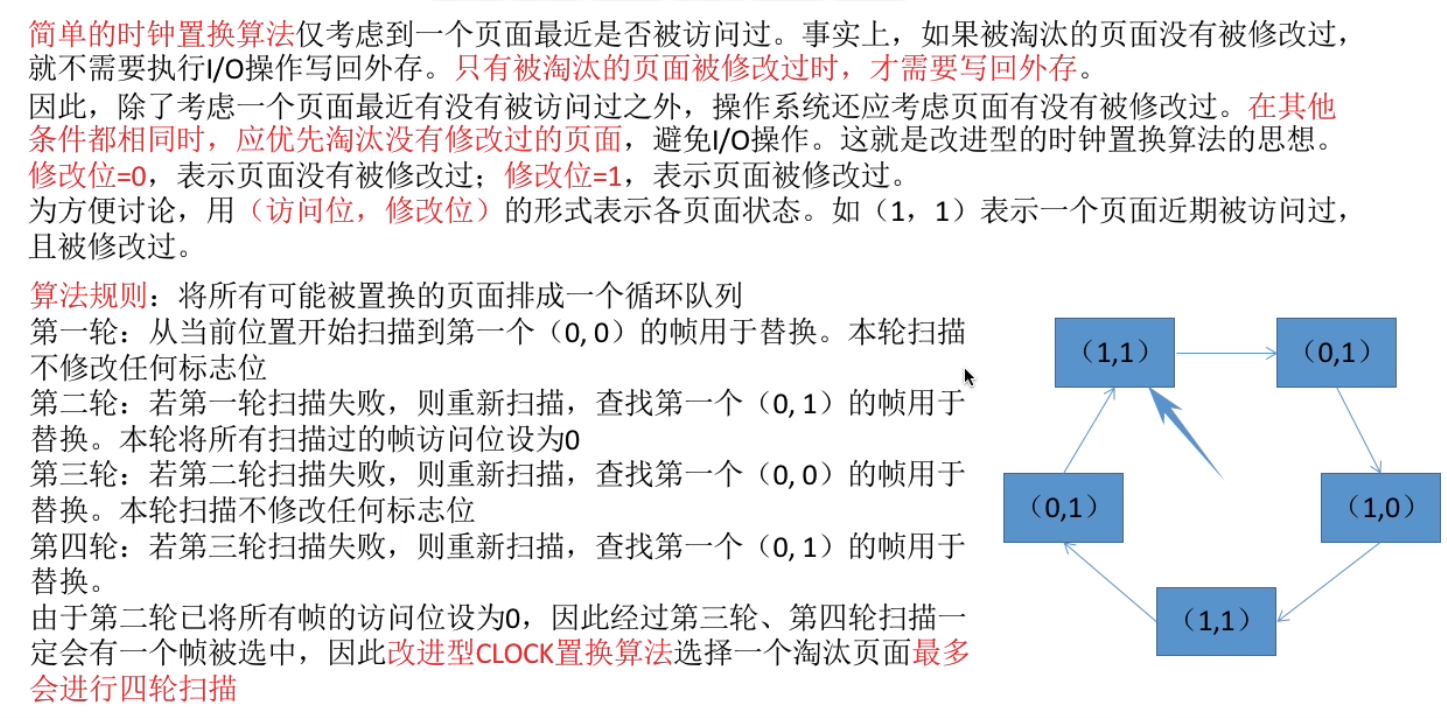 简单的时钟置换算法仅考虑到一个页面最近是否被访问过。事实上，如果被淘汰的页面没有被修改过，
就不需要执行I/O操作写回外存。只有被淘汰的页面被修改过时，才需要写回外存。
因此，除了考虑一个页面最近有没有被访问过之外，操作系统还应考虑页面有没有被修改过。在其他
条件都相同时，应优先淘汰没有修改过的页面，避免I/O操作。这就是改进型的时钟置换算法的思想。
修改位=0，表示页面没有被修改过；修改位=1，表示页面被修改过。
为方便讨论，用（访问位，修改位）的形式表示各页面状态。如（1，1）表示一个页面近期被访问过，
且被修改过。
算法规则：将所有可能被置换的页面排成一个循环队列
第一轮：从当前位置开始扫描到第一个（0, 0）的帧用于替换。本轮扫描
不修改任何标志位
第二轮：若第一轮扫描失败，则重新扫描，查找第一个（0, 1）的帧用于
替换。本轮将所有扫描过的帧访问位设为0
第三轮：若第二轮扫描失败，则重新扫描，查找第一个（0, 0）的帧用于
替换。本轮扫描不修改任何标志位
第四轮：若第三轮扫描失败，则重新扫描，查找第一个（0, 1）的帧用于
替换。
由于第二轮已将所有帧的访问位设为0，因此经过第三轮、第四轮扫描一
定会有一个帧被选中，因此改进型CLOCK置换算法选择一个淘汰页面最多
会进行四轮扫描
（1,1）
（0,1）
（1,0）
（1,1）
（0,1）